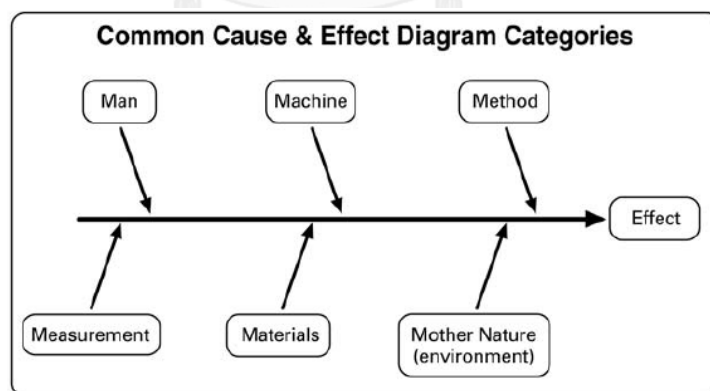 Common Cause & Effect Diagram Categories
Man
Machine
Method
Effect
Measurement
Materials
Mother Nature
(environment)